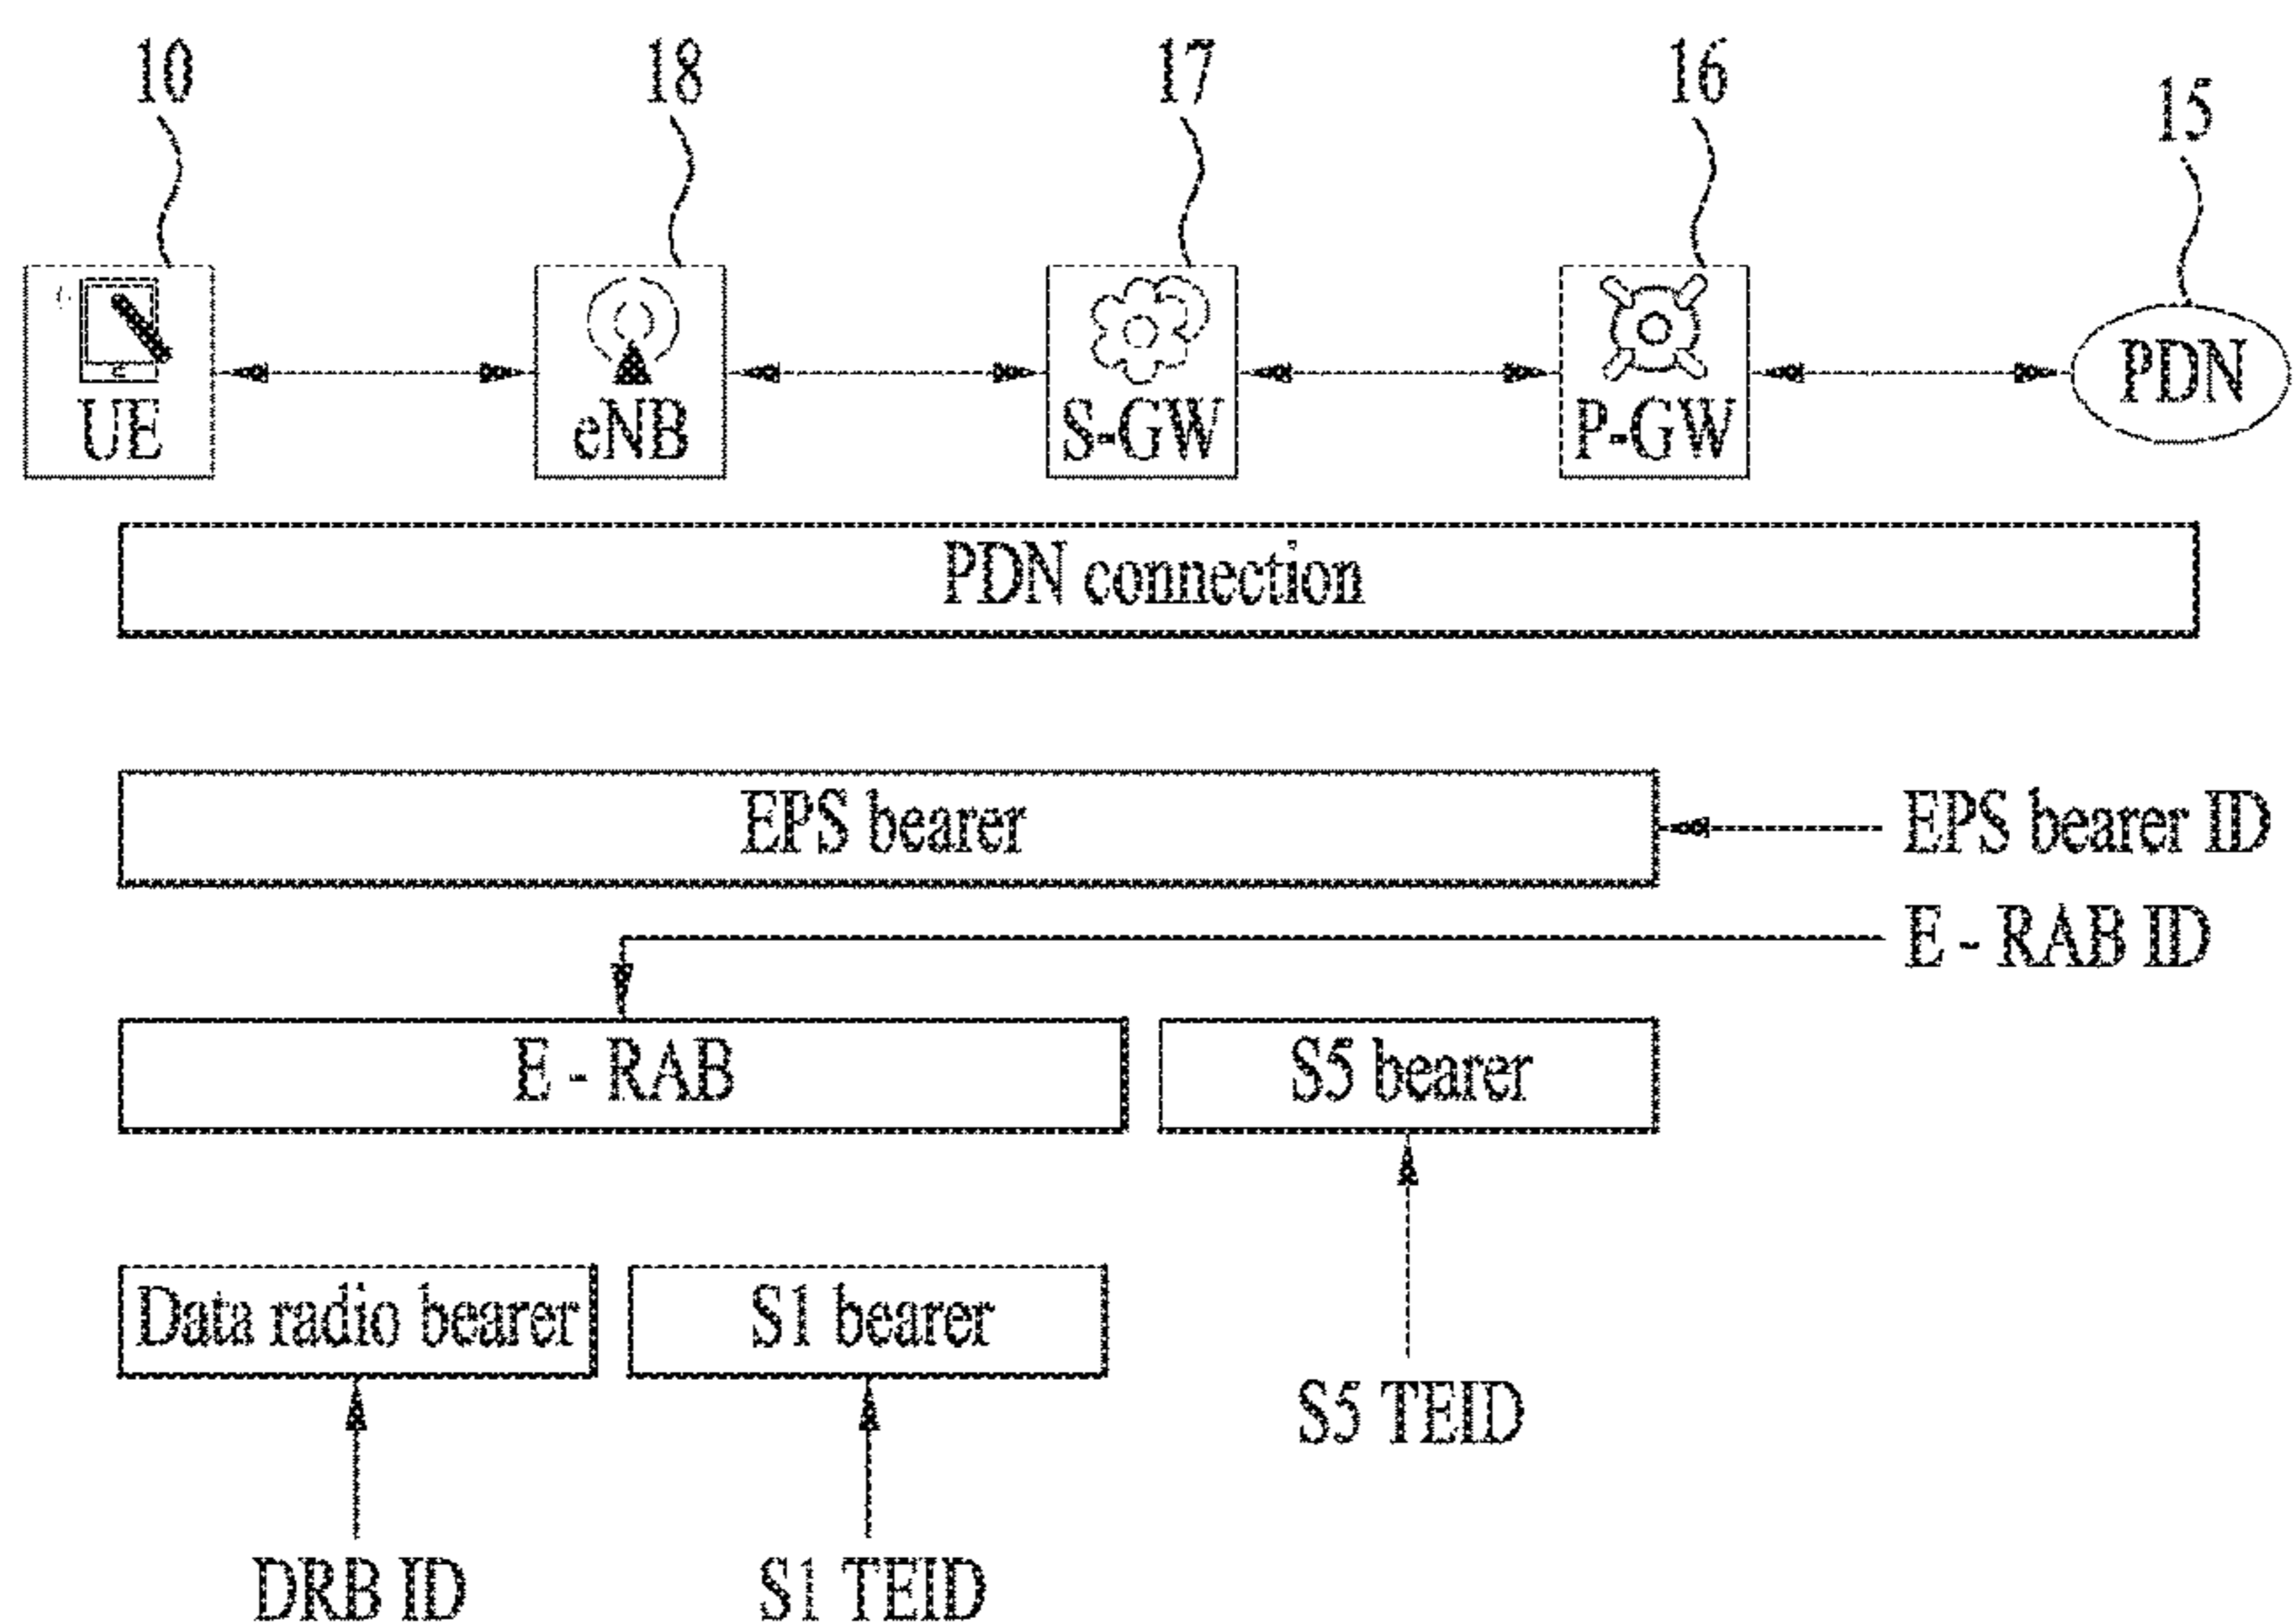 10
18
17
16
15
UE
eNB
S-GW
P-GW
PDN
PDN connection
EPS bearer
EPS bearer ID
E - RAB ID
E - RAB
S5 bearer
Data radio bearer
S1 bearer
S5 TEID
DRB ID
S1 TEID